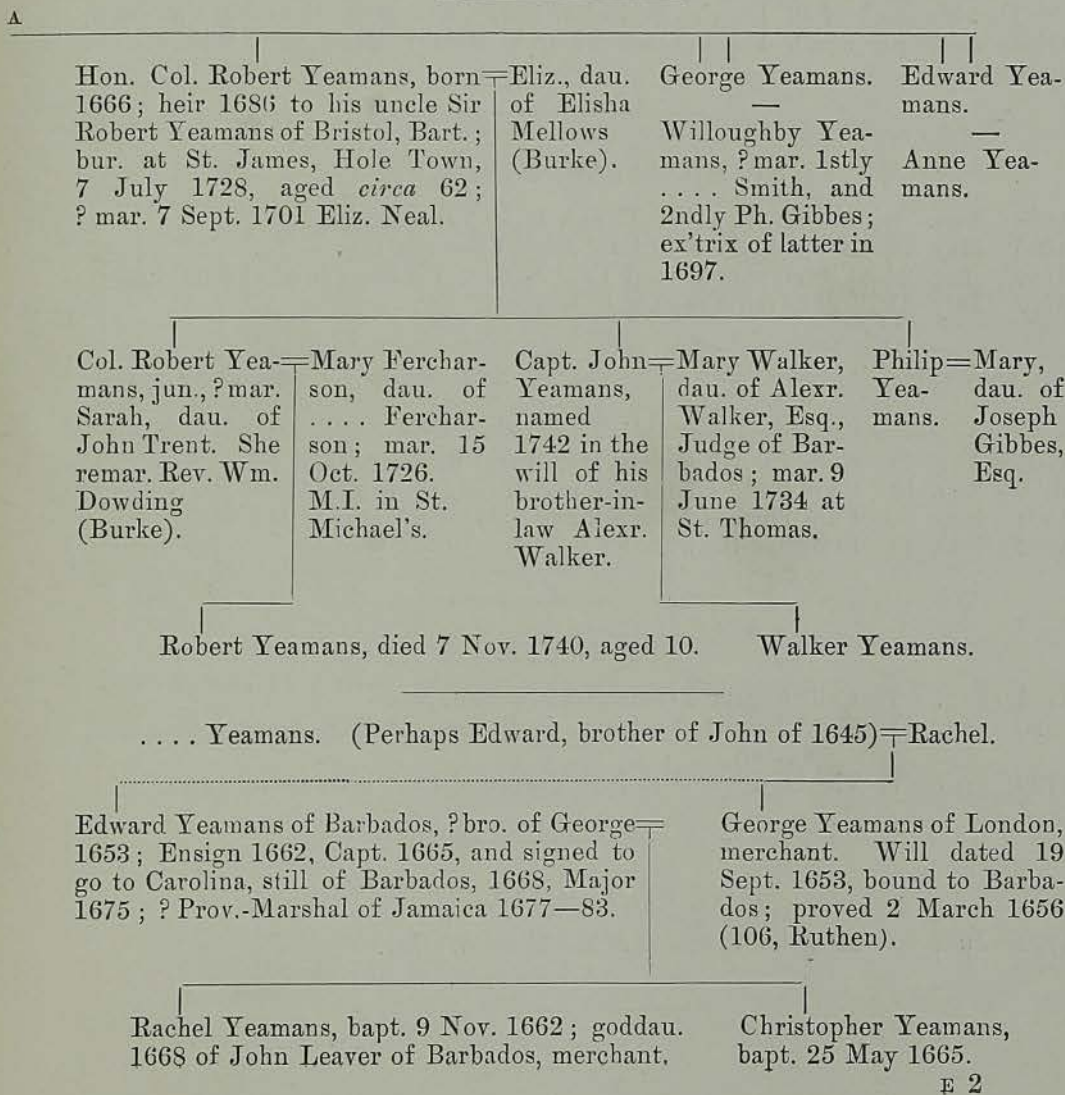 A
Hon. Col. Robert Yeamans, born
1666; heir 1686 to his uncle Sir
Robert Yeamans of Bristol, Bart.;
bur. at St. James, Hole Town,
7 July 1728, aged circa 62;
? mar. 7 Sept. 1701 Eliz. Neal.
Eliz., dau.
of Elisha
Mellows
(Burke).
George Yeamans.
—
Willoughby Yea-
mans, ? mar. 1stly
. . . . Smith, and
2ndly Ph. Gibbes;
ex'trix of latter in
1697.
Edward Yea-
mans.
—
Anne Yea-
mans.
Col. Robert Yea-
mans, jun., ? mar.
Sarah, dau. of
John Trent. She
remar. Rev. Wm.
Dowding
(Burke).
Mary Ferchar-
son, dau. of
. . . . Ferchar-
son; mar. 15
Oct. 1726.
M.I. in St.
Michael's.
Capt. John
Yeamans,
named
1742 in the
will of his
brother-in-
law Alexr.
Walker.
Mary Walker,
dau. of Alexr.
Walker, Esq.,
Judge of Bar-
bados; mar. 9
June 1734 at
St. Thomas.
Philip
Yea-
mans.
Mary,
dau. of
Joseph
Gibbes,
Esq.
Robert Yeamans, died 7 Nov. 1740, aged 10.
Walker Yeamans.
. . . . Yeamans. (Perhaps Edward, brother of John of 1645)
Rachel.
Edward Yeamans of Barbados, ? bro. of George
1653; Ensign 1662, Capt. 1665, and signed to
go to Carolina, still of Barbados, 1668, Major
1675; ? Prov.-Marshal of Jamaica 1677—83.
George Yeamans of London,
merchant. Will dated 19
Sept. 1653, bound to Barba-
dos; proved 2 March 1656
(106, Ruthen).
Rachel Yeamans, bapt. 9 Nov. 1662; goddau.
1668 of John Leaver of Barbados, merchant.
Christopher Yeamans,
bapt. 25 May 1665.
E 2